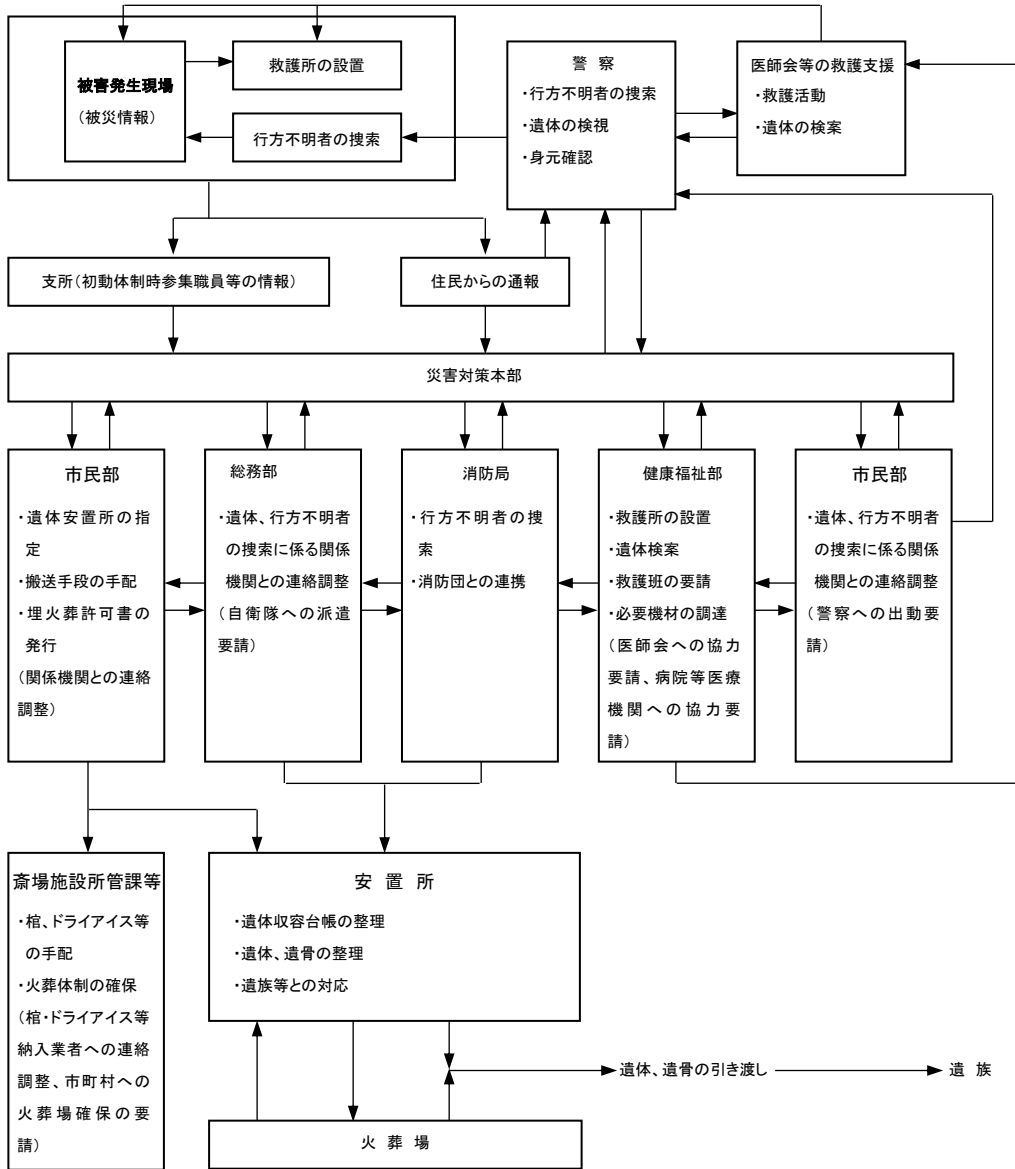 被害発生現場
(被災情報)
救護所の設置
行方不明者の捜索
警 察
・行方不明者の捜索
・遺体の検視
・身元確認
医師会等の救護支援
・救護活動
・遺体の検案
支所(初動体制時参集職員等の情報)
住民からの通報
災害対策本部
市民部
・遺体安置所の指
定
・搬送手段の手配
・埋火葬許可書の
発行
(関係機関との連絡
調整)
総務部
・遺体、行方不明者
の捜索に係る関係
機関との連絡調整
(自衛隊への派遣
要請)
消防局
・行方不明者の捜
索
・消防団との連携
健康福祉部
・救護所の設置
・遺体検案
・救護班の要請
・必要機材の調達
(医師会への協力
要請、病院等医療
機関への協力要
請)
市民部
・遺体、行方不明者
の捜索に係る関係
機関との連絡調整
(警察への出動要
請)
斎場施設所管課等
・棺、ドライアイス等
の手配
・火葬体制の確保
(棺・ドライアイス等
納入業者への連絡
調整、市町村への
火葬場確保の要
請)
安 置 所
・遺体収容台帳の整理
・遺体、遺骨の整理
・遺族等との対応
遺体、遺骨の引き渡し
遺 族
火 葬 場